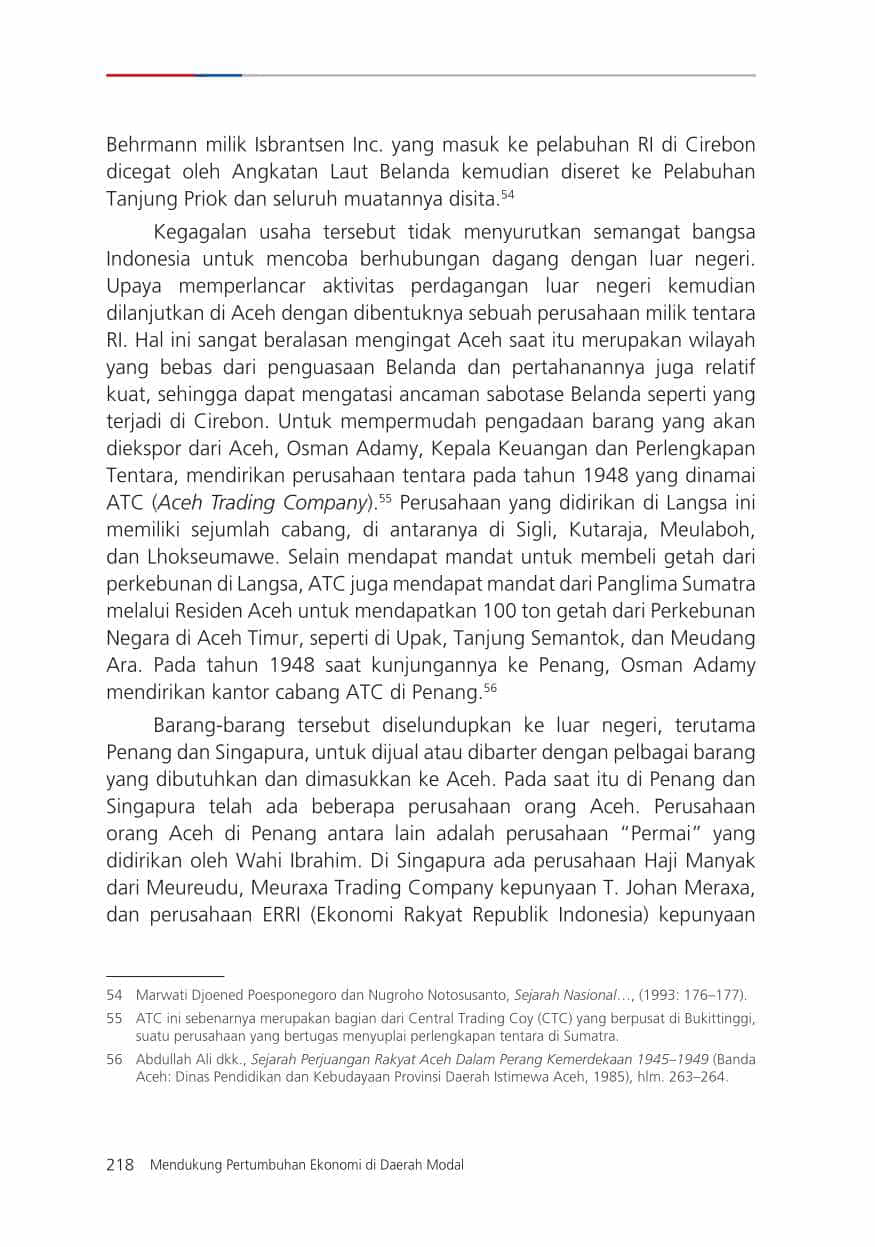 Behrmann milik Isbrantsen Inc. yang masuk ke pelabuhan RI di Cirebon
dicegat oleh Angkatan Laut Belanda kemudian diseret ke Pelabuhan
Tanjung Priok dan seluruh muatannya disita.54
Kegagalan usaha tersebut tidak menyurutkan semangat bangsa
Indonesia untuk mencoba berhubungan dagang dengan luar negeri.
Upaya memperlancar aktivitas perdagangan luar negeri kemudian
dilanjutkan di Aceh dengan dibentuknya sebuah perusahaan milik tentara
RI. Hal ini sangat beralasan mengingat Aceh saat itu merupakan wilayah
yang bebas dari penguasaan Belanda dan pertahanannya juga relatif
kuat, sehingga dapat mengatasi ancaman sabotase Belanda seperti yang
terjadi di Cirebon. Untuk mempermudah pengadaan barang yang akan
diekspor dari Aceh, Osman Adamy, Kepala Keuangan dan Perlengkapan
Tentara, mendirikan perusahaan tentara pada tahun 1948 yang dinamai
ATC (Aceh Trading Company).55 Perusahaan yang didirikan di Langsa ini
memiliki sejumlah cabang, di antaranya di Sigli, Kutaraja, Meulaboh,
dan Lhokseumawe. Selain mendapat mandat untuk membeli getah dari
perkebunan di Langsa, ATC juga mendapat mandat dari Panglima Sumatra
melalui Residen Aceh untuk mendapatkan 100 ton getah dari Perkebunan
Negara di Aceh Timur, seperti di Upak, Tanjung Semantok, dan Meudang
Ara. Pada tahun 1948 saat kunjungannya ke Penang, Osman Adamy
mendirikan kantor cabang ATC di Penang.56
Barang-barang tersebut diselundupkan ke luar negeri, terutama
Penang dan Singapura, untuk dijual atau dibarter dengan pelbagai barang
yang dibutuhkan dan dimasukkan ke Aceh. Pada saat itu di Penang dan
Singapura telah ada beberapa perusahaan orang Aceh. Perusahaan
orang Aceh di Penang antara lain adalah perusahaan “Permai” yang
didirikan oleh Wahi Ibrahim. Di Singapura ada perusahaan Haji Manyak
dari Meureudu, Meuraxa Trading Company kepunyaan T. Johan Meraxa,
dan perusahaan ERRI (Ekonomi Rakyat Republik Indonesia) kepunyaan
54 Marwati Djoened Poesponegoro dan Nugroho Notosusanto, Sejarah Nasional…, (1993: 176–177).
55 ATC ini sebenarnya merupakan bagian dari Central Trading Coy (CTC) yang berpusat di Bukittinggi,
suatu perusahaan yang bertugas menyuplai perlengkapan tentara di Sumatra.
56 Abdullah Ali dkk., Sejarah Perjuangan Rakyat Aceh Dalam Perang Kemerdekaan 1945–1949 (Banda
Aceh: Dinas Pendidikan dan Kebudayaan Provinsi Daerah Istimewa Aceh, 1985), hlm. 263–264.
218 Mendukung Pertumbuhan Ekonomi di Daerah Modal